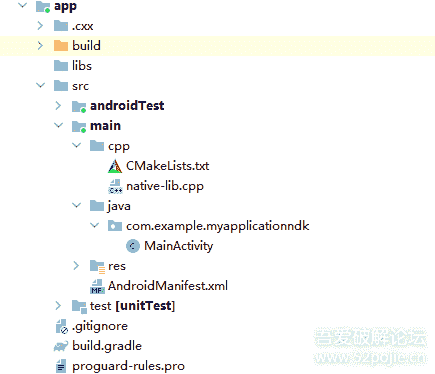 app
.cxx
build
libs
src
androidTest
main
cpp
CMakeLists.txt
native-lib.cpp
java
com.example.myapplicationndk
MainActivity
res
AndroidManifest.xml
test [unitTest]
.gitignore
build.gradle
proguard-rules.pro
吾爱破解论坛
www.52pojie.cn